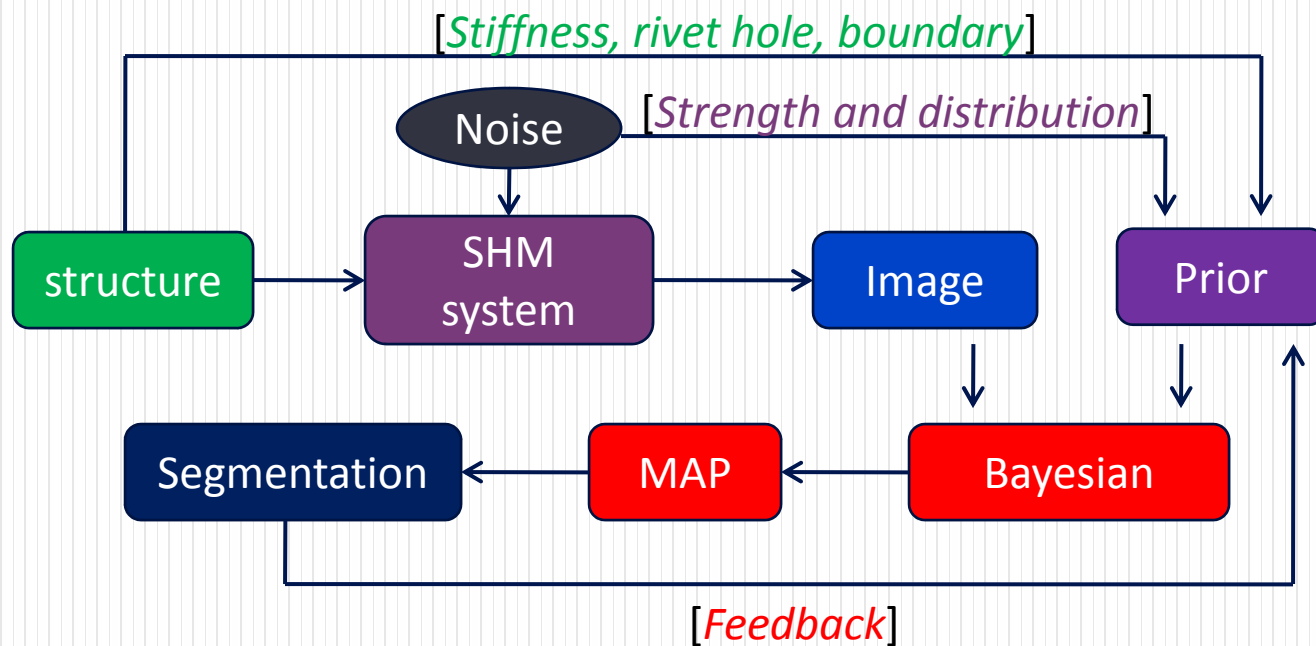 [Stiffness, rivet hole, boundary]
Noise
[Strength and distribution]
structure
SHM
system
Image
Prior
Segmentation
MAP
Bayesian
[Feedback]